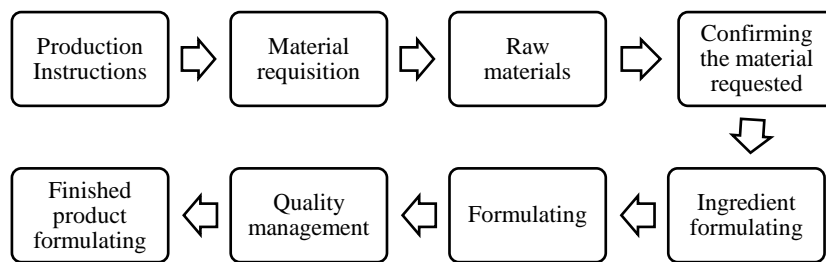 Production
Instructions
Material
requisition
Raw
materials
Confirming
the material
requested
Ingredient
formulating
Formulating
Quality
management
Finished
product
formulating